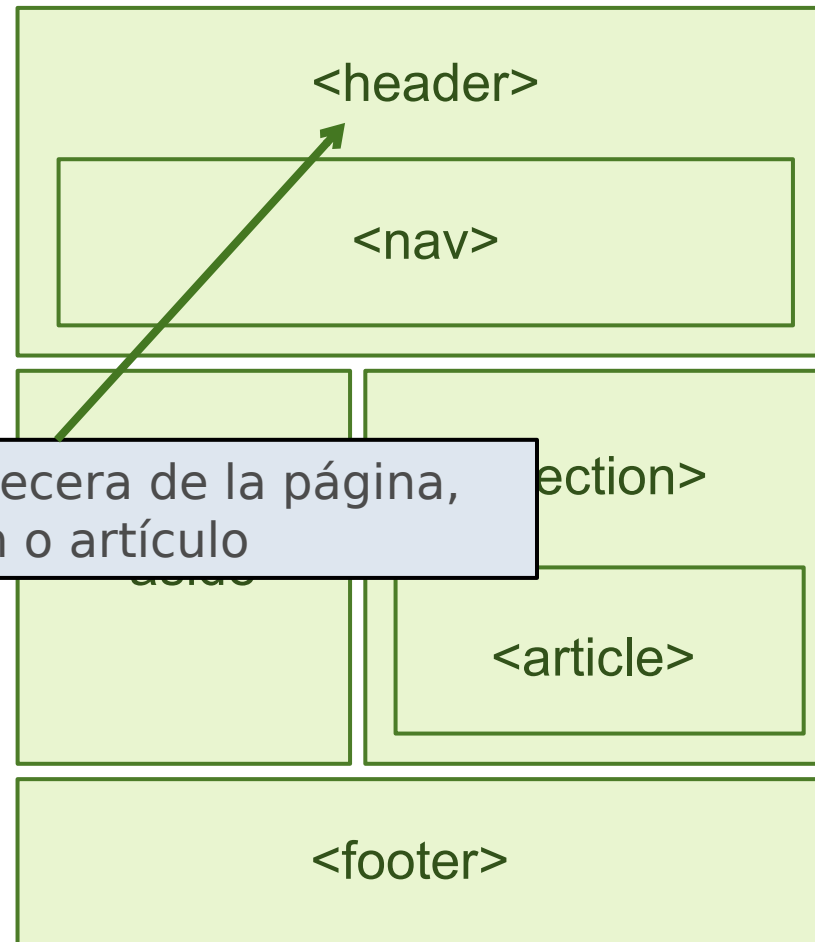 <header>
<nav>
ection>
ecera de la página,
o artículo
<article>
<footer>